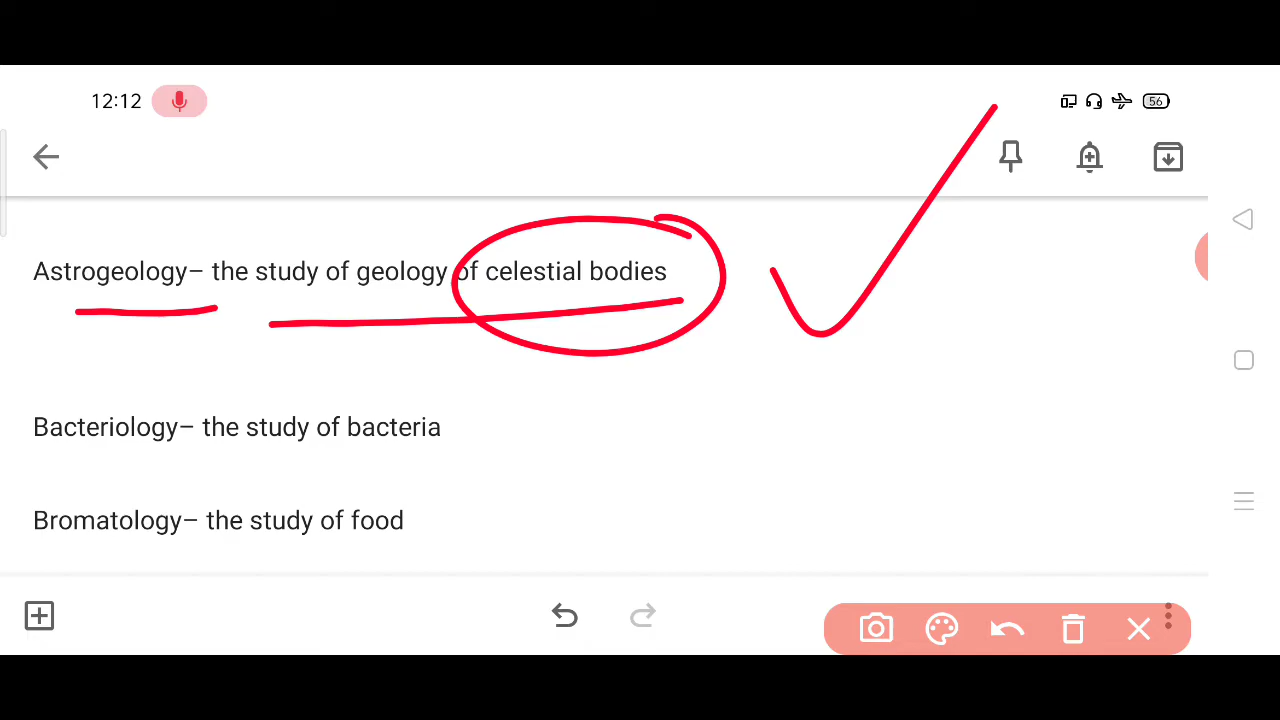 12:12
56
Astrogeology– the study of geology of celestial bodies
Bacteriology– the study of bacteria
Bromatology– the study of food